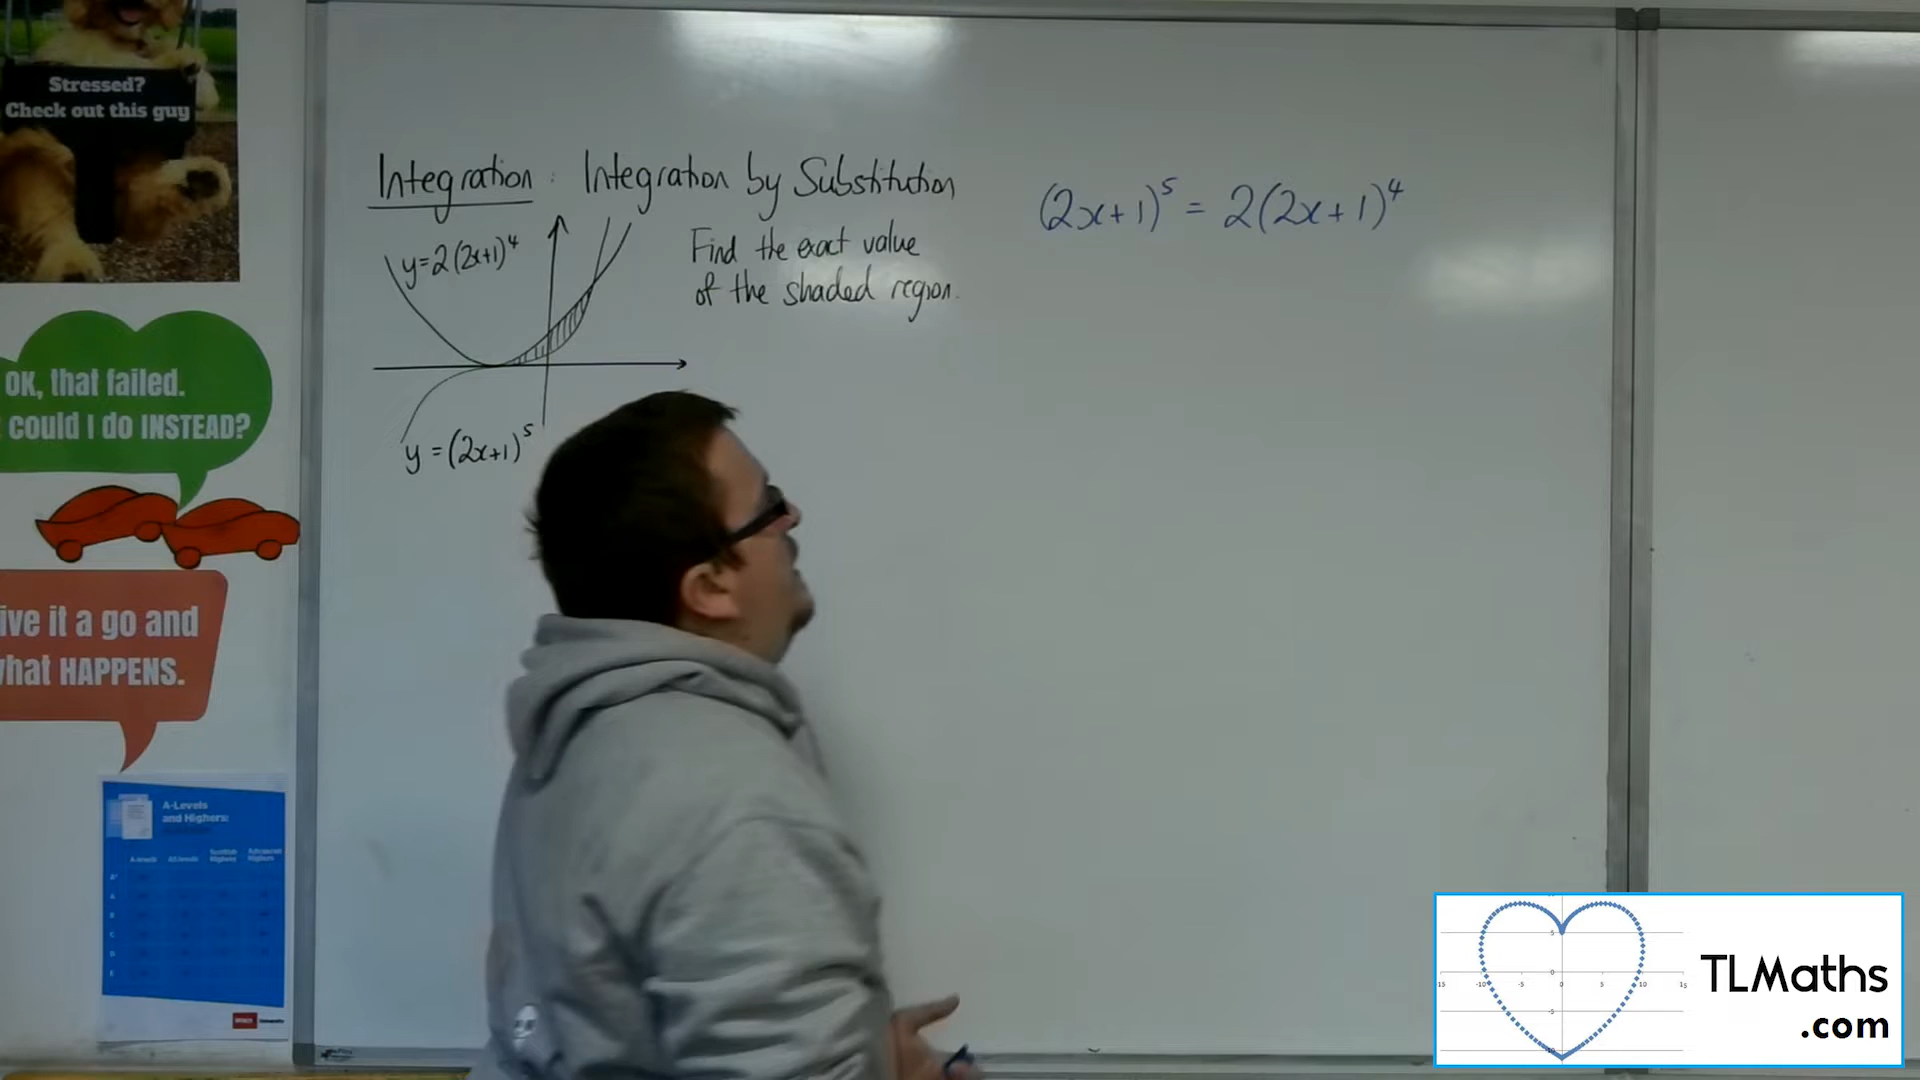 Stressed?
Check out this guy
Integration : Integration by Substitution
y=2(2x+1)⁴
Find the exact value
of the shaded region.
y=(2x+1)⁵
(2x+1)⁵ = 2(2x+1)⁴
OK, that failed.
could I do INSTEAD?
ive it a go and
what HAPPENS.
A-Levels
and Highers:
TLMaths
.com